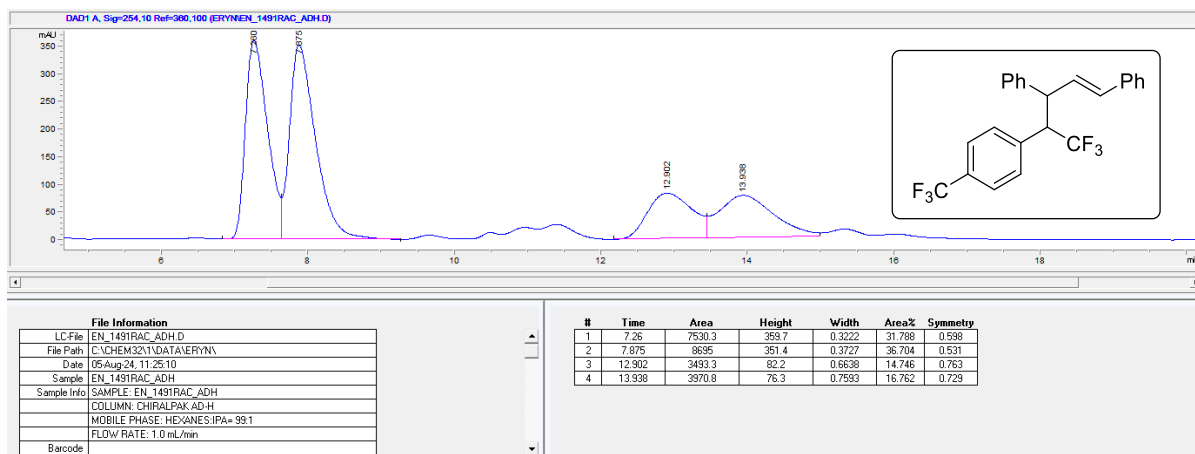 DAD1 A, Sig=254,10 Ref=360,100 (ERYN\EN_1491RAC_ADH.D)
mAU
350
300
250
200
150
100
50
0
7.260
7.875
12.902
13.938
6
8
10
12
14
16
18
Ph
Ph
CF3
F3C
File Information
LC-File EN_1491RAC_ADH.D
File Path C:\CHEM32\1\DATA\ERYN\
Date 05-Aug-24, 11:25:10
Sample EN_1491RAC_ADH
Sample Info SAMPLE: EN_1491RAC_ADH
COLUMN: CHIRALPAK AD-H
MOBILE PHASE: HEXANES:IPA= 99:1
FLOW RATE: 1.0 mL/min
Barcode
# Time Area Height Width Area% Symmetry
1 7.26 7530.3 359.7 0.3222 31.788 0.598
2 7.875 8695 351.4 0.3727 36.704 0.531
3 12.902 3493.3 82.2 0.6638 14.746 0.763
4 13.938 3970.8 76.3 0.7593 16.762 0.729